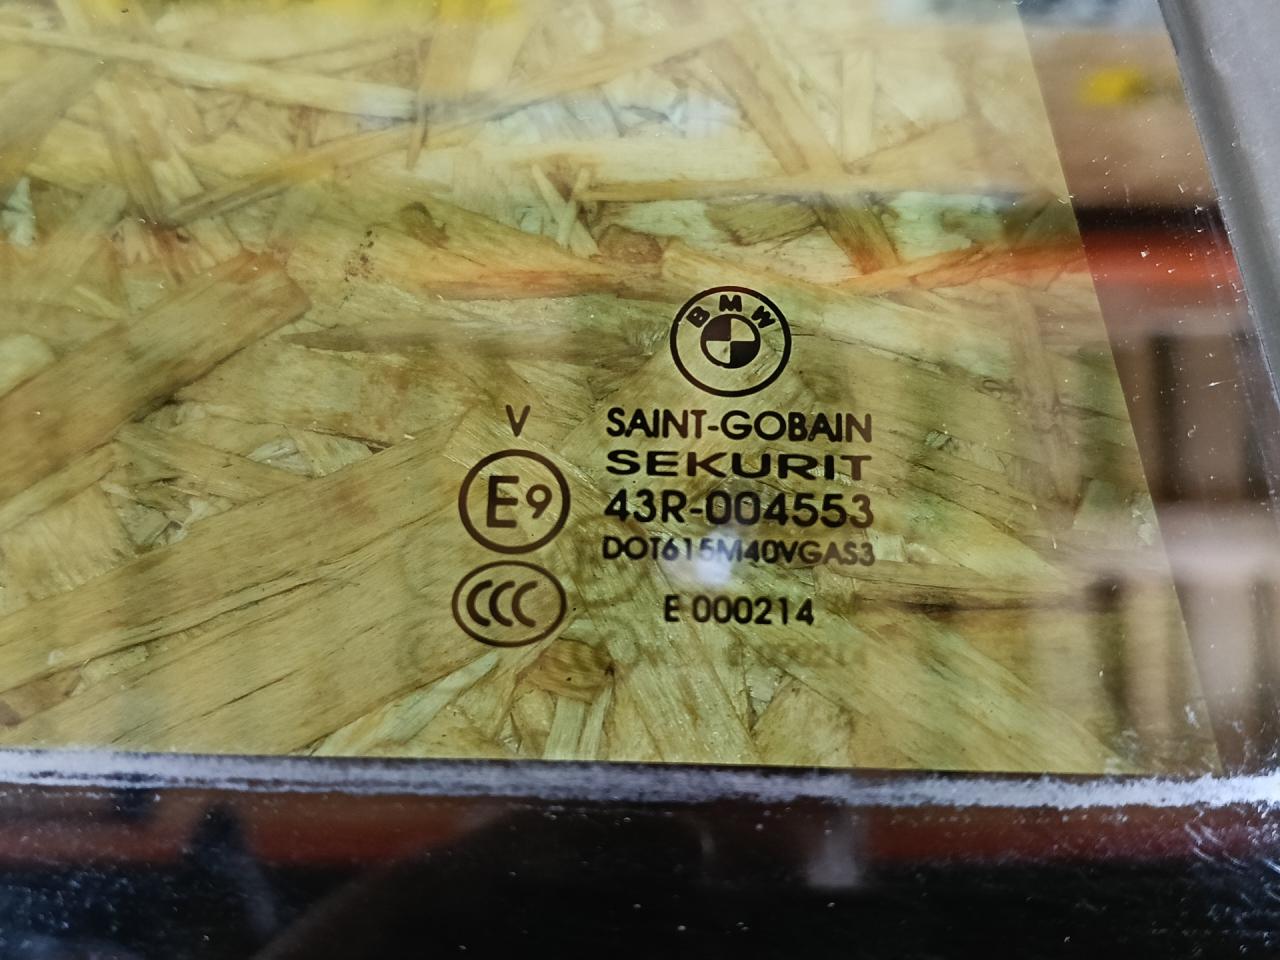 BMW
SAINT-GOBAIN
SEKURIT
V
E9
43R-004553
DOT615M40VGAS3
CCC
E 000214